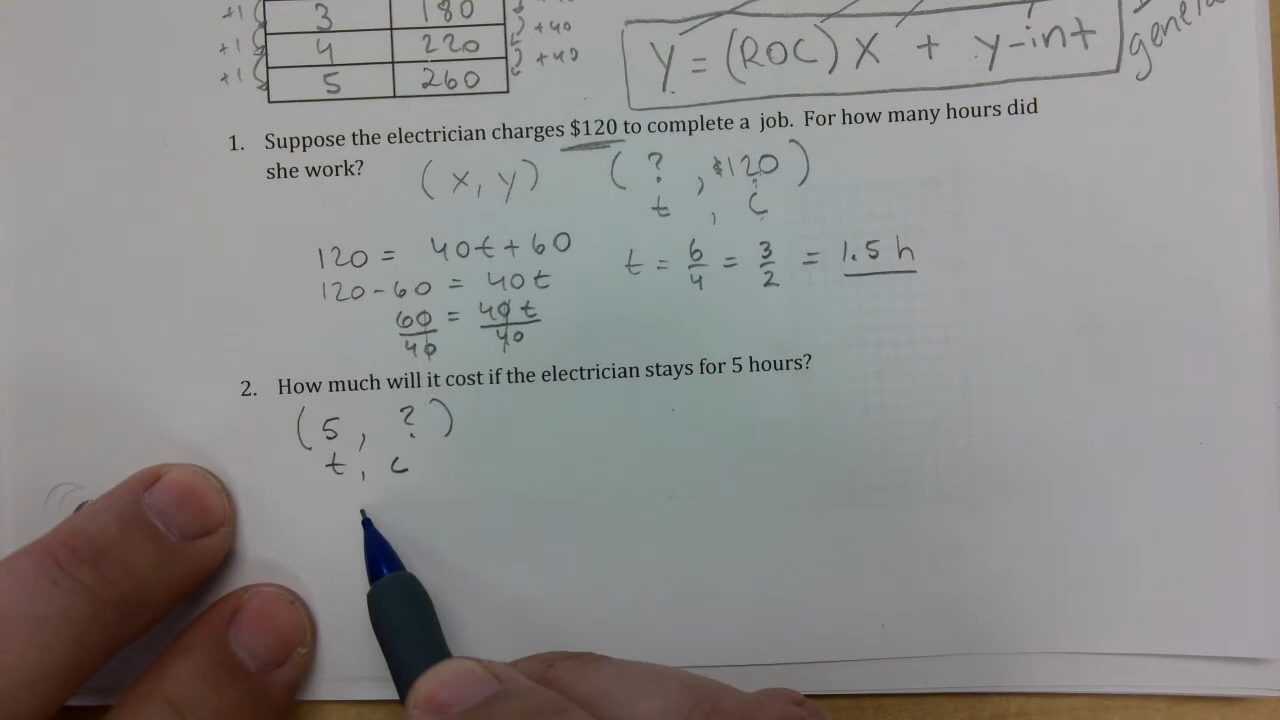 +1 3 180
+40
+1 4 220
+40
+1 5 260
Y = (ROC) X + y-int
1. Suppose the electrician charges $120 to complete a job. For how many hours did
she work?
(x, y)
(?, $120)
t, C
120 = 40t + 60
120 - 60 = 40t
60/40 = 40t/40
t = 6/4 = 3/2 = 1.5 h
2. How much will it cost if the electrician stays for 5 hours?
(5, ?)
t, C